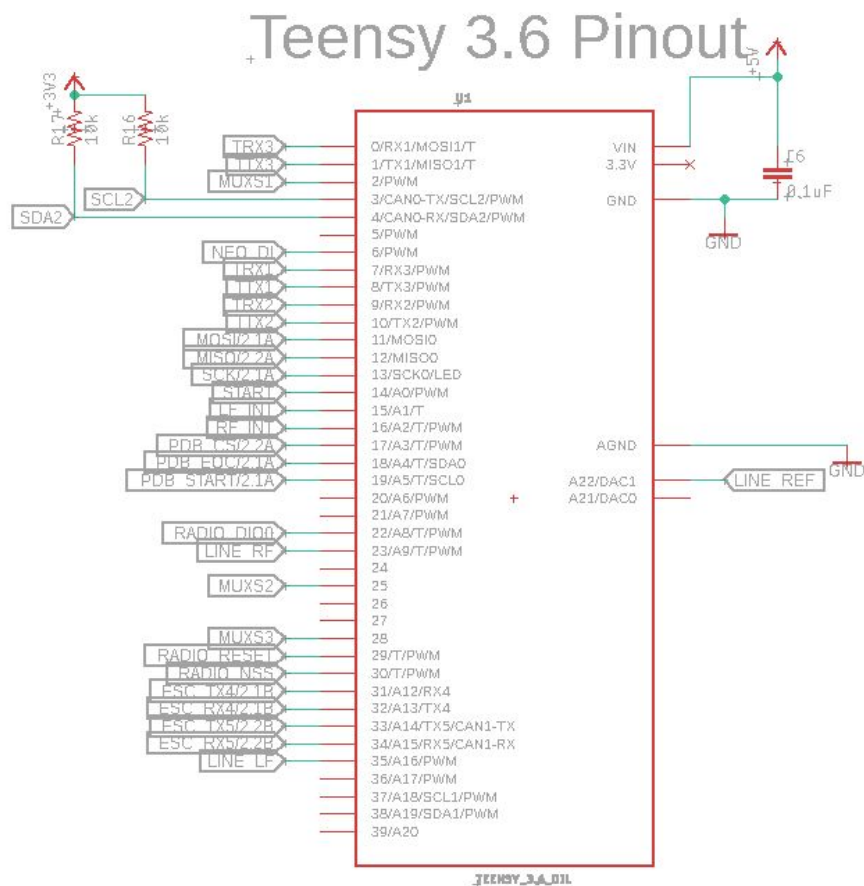 Teensy 3.6 Pinout
+3V3
R17
10k
R16
10k
SCL2
SDA2
U1
+5V
C6
0.1uF
GND
TRX3 0/RX1/MOSI1/T VIN
TTX3 1/TX1/MISO1/T 3.3V
MUXS1 2/PWM
3/CAN0-TX/SCL2/PWM GND
4/CAN0-RX/SDA2/PWM
5/PWM
NEO_DI 6/PWM
TRX1 7/RX3/PWM
TTX1 8/TX3/PWM
TRX2 9/RX2/PWM
TTX2 10/TX2/PWM
MOSI/2.1A 11/MOSI0
MISO/2.2A 12/MISO0
SCK/2.1A 13/SCK0/LED
START 14/A0/PWM
LF_INT 15/A1/T
RF_INT 16/A2/T/PWM
PDB_CS/2.2A 17/A3/T/PWM AGND
PDB_EOC/2.1A 18/A4/T/SDA0 GND
PDB_START/2.1A 19/A5/T/SCL0 A22/DAC1 LINE_REF
20/A6/PWM A21/DAC0
21/A7/PWM
RADIO_DIO0 22/A8/T/PWM
LINE_RF 23/A9/T/PWM
24
MUXS2 25
26
27
MUXS3 28
RADIO_RESET 29/T/PWM
RADIO_NSS 30/T/PWM
ESC_TX4/2.1B 31/A12/RX4
ESC_RX4/2.1B 32/A13/TX4
ESC_TX5/2.2B 33/A14/TX5/CAN1-TX
ESC_RX5/2.2B 34/A15/RX5/CAN1-RX
LINE_LF 35/A16/PWM
36/A17/PWM
37/A18/SCL1/PWM
38/A19/SDA1/PWM
39/A20
TEENSY_3.6_DIL